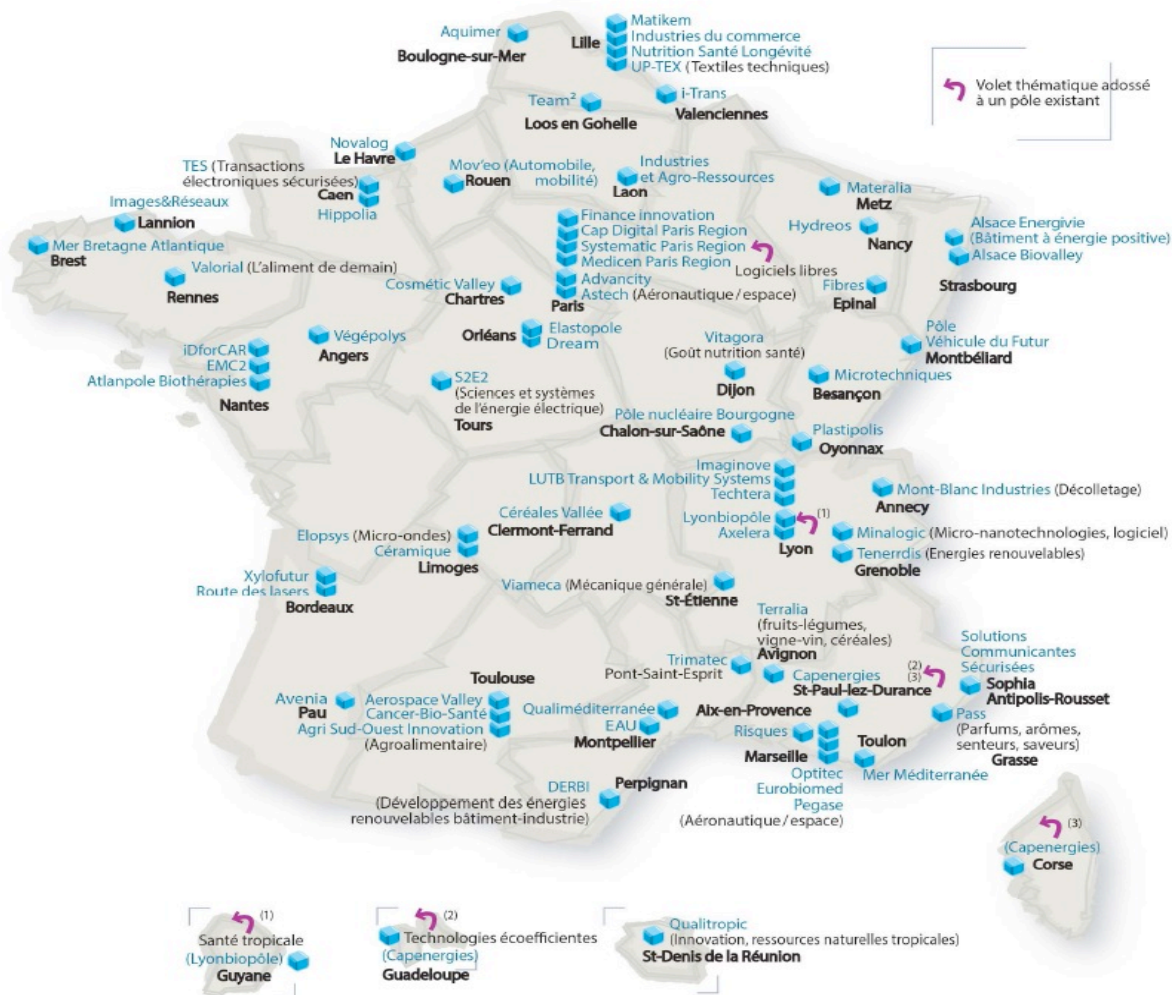 Matikem
Industries du commerce
Nutrition Santé Longévité
UP-TEX (Textiles techniques)
Lille
Aquimer
Boulogne-sur-Mer
Volet thématique adossé
à un pôle existant
i-Trans
Valenciennes
Team²
Loos en Gohelle
Novalog
Le Havre
TES (Transactions
électroniques sécurisées)
Caen
Hippolia
Mov'eo (Automobile,
mobilité)
Rouen
Industries
et Agro-Ressources
Laon
Materalia
Metz
Images&Réseaux
Lannion
Mer Bretagne Atlantique
Brest
Valorial (L'aliment de demain)
Rennes
Finance innovation
Cap Digital Paris Region
Systematic Paris Region
Medicen Paris Region
Logiciels libres
Advancity
Astech (Aéronautique/espace)
Paris
Hydreos
Nancy
Alsace Energivie
(Bâtiment à énergie positive)
Alsace Biovalley
Strasbourg
Cosmétic Valley
Chartres
Fibres
Epinal
Orléans
Elastopole
Dream
Végépolys
Angers
iDforCAR
EMC2
Atlanpole Biothérapies
Nantes
Vitagora
(Goût nutrition santé)
Dijon
Pôle
Véhicule du Futur
Montbéliard
Microtechniques
Besançon
S2E2
(Sciences et systèmes
de l'énergie électrique)
Tours
Pôle nucléaire Bourgogne
Chalon-sur-Saône
Plastipolis
Oyonnax
Imaginove
LUTB Transport & Mobility Systems
Techtera
Lyonbiopôle
(1)
Axelera
Lyon
Mont-Blanc Industries (Décolletage)
Annecy
Céréales Vallée
Clermont-Ferrand
Elopsys (Micro-ondes)
Céramique
Limoges
Minalogic (Micro-nanotechnologies, logiciel)
Tenerrdis (Energies renouvelables)
Grenoble
Xylofutur
Route des lasers
Bordeaux
Viameca (Mécanique générale)
St-Étienne
Terralia
(fruits-légumes,
vigne-vin, céréales)
Avignon
Trimatec
Pont-Saint-Esprit
Capenergies
(2)
(3)
St-Paul-lez-Durance
Solutions
Communicantes
Sécurisées
Sophia
Antipolis-Rousset
Toulouse
Avenia
Pau
Aerospace Valley
Cancer-Bio-Santé
Agri Sud-Ouest Innovation
(Agroalimentaire)
Qualiméditerranée
EAU
Montpellier
Aix-en-Provence
Risques
Marseille
Optitec
Eurobiomed
Pegase
(Aéronautique/espace)
Toulon
Mer Méditerranée
Pass
(Parfums, arômes,
senteurs, saveurs)
Grasse
DERBI
Perpignan
(Développement des énergies
renouvelables bâtiment-industrie)
(3)
(Capenergies)
Corse
(1)
Santé tropicale
(Lyonbiopôle)
Guyane
(2)
Technologies écoefficientes
(Capenergies)
Guadeloupe
Qualitropic
(Innovation, ressources naturelles tropicales)
St-Denis de la Réunion